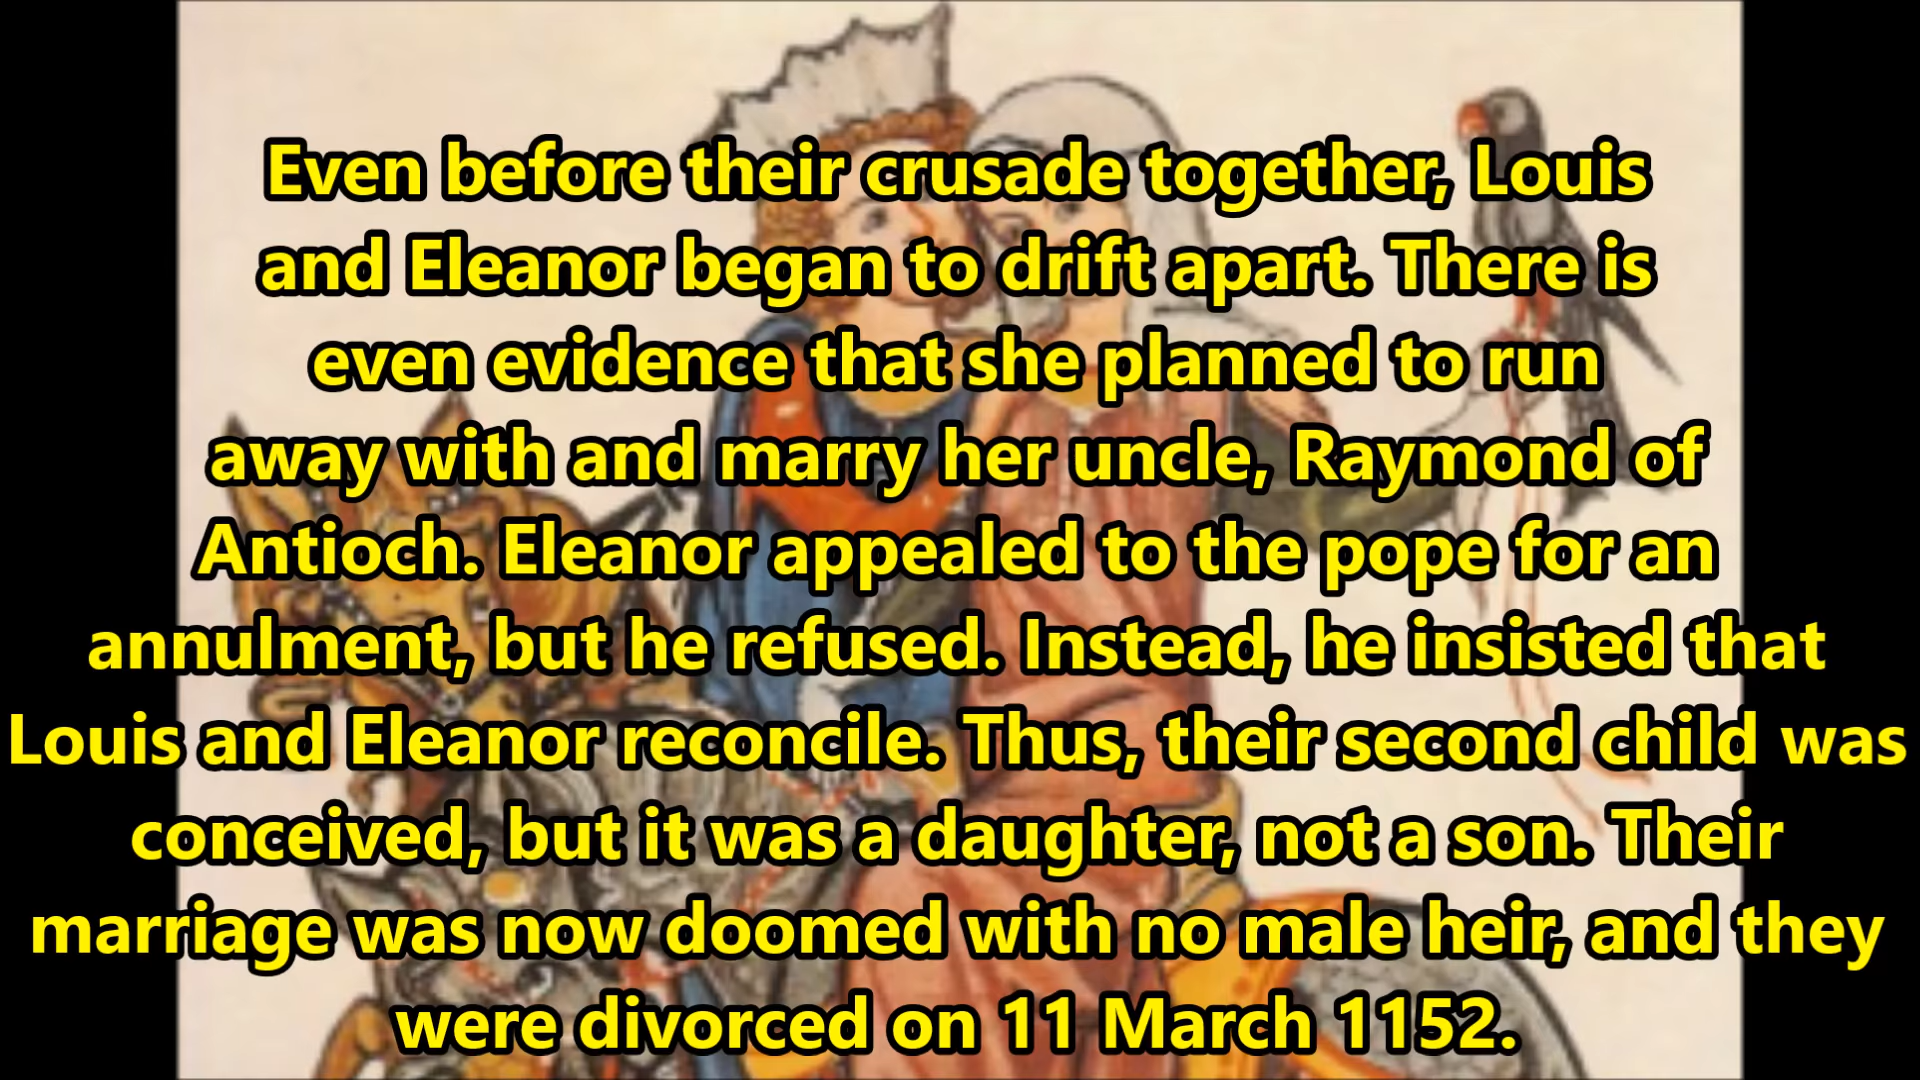 Even before their crusade together, Louis
and Eleanor began to drift apart. There is
even evidence that she planned to run
away with and marry her uncle, Raymond of
Antioch. Eleanor appealed to the pope for an
annulment, but he refused. Instead, he insisted that
Louis and Eleanor reconcile. Thus, their second child was
conceived, but it was a daughter, not a son. Their
marriage was now doomed with no male heir, and they
were divorced on 11 March 1152.